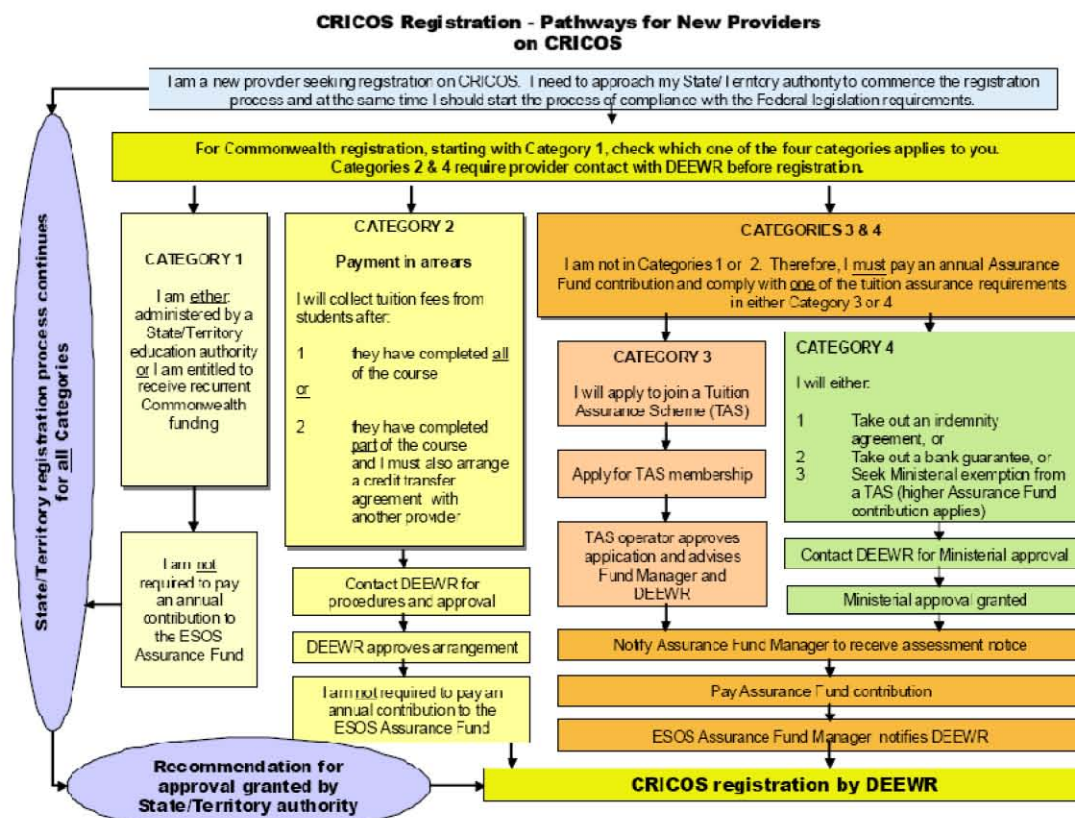 CRICOS Registration - Pathways for New Providers
on CRICOS
I am a new provder seeking registration on CRICOS. I need to approach my State/Territory authority to commence the registration
process and at the same time I should start the process of compliance with the Federal legislation requirements.
For Commonwealth registration, starting with Category 1, check which one of the four categories applies to you.
Categories 2 & 4 require provider contact with DEEWR before registration.
State/Territory registration process continues
for all Categories
CATEGORY 1
I am either:
administered by a
State/Territory
education authority
or I am entitled to
receive recurrent
Commonwealth
funding
I am not
required to pay
an annual
contribution to
the ESOS
Assurance Fund
CATEGORY 2
Payment in arrears
I will collect tuition fees from
students after:
1 they have completed all
of the course
or
2 they have completed
part of the course
and I must also arrange
a credit transfer
agreement with
another provider
Contact DEEWR for
procedures and approval
DEEWR approves arrangement
I am not required to pay an
annual contribution to the
ESOS Assurance Fund
CATEGORIES 3 & 4
I am not in Categories 1 or 2. Therefore, I must pay an annual Assurance
Fund contribution and comply with one of the tuition assurance requirements
in either Category 3 or 4
CATEGORY 3
I will apply to join a Tuition
Assurance Scheme (TAS)
Apply for TAS membership
TAS operator approves
application and advises
Fund Manager and
DEEWR
CATEGORY 4
I will either:
1 Take out an indemnity
agreement, or
2 Take out a bank guarantee, or
3 Seek Ministerial exemption from
a TAS (higher Assurance Fund
contribution applies)
Contact DEEWR for Ministerial approval
Ministerial approval granted
Notify Assurance Fund Manager to receive assessment notice
Pay Assurance Fund contribution
ESOS Assurance Fund Manager notifies DEEWR
Recommendation for
approval granted by
State/Territory authority
CRICOS registration by DEEWR